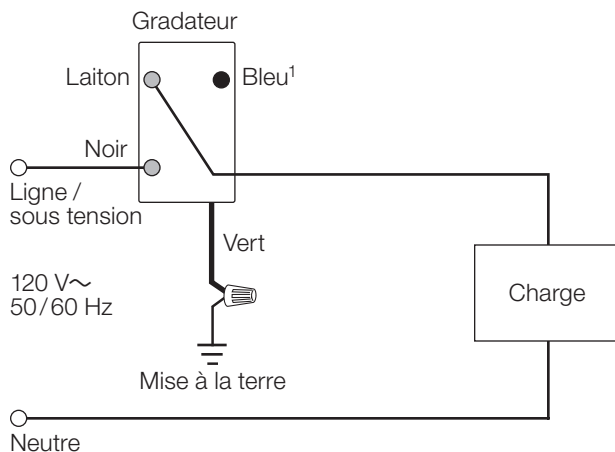 Gradateur
Laiton
Bleu¹
Noir
Ligne /
sous tension
Vert
120 V~
50/60 Hz
Charge
Mise à la terre
Neutre